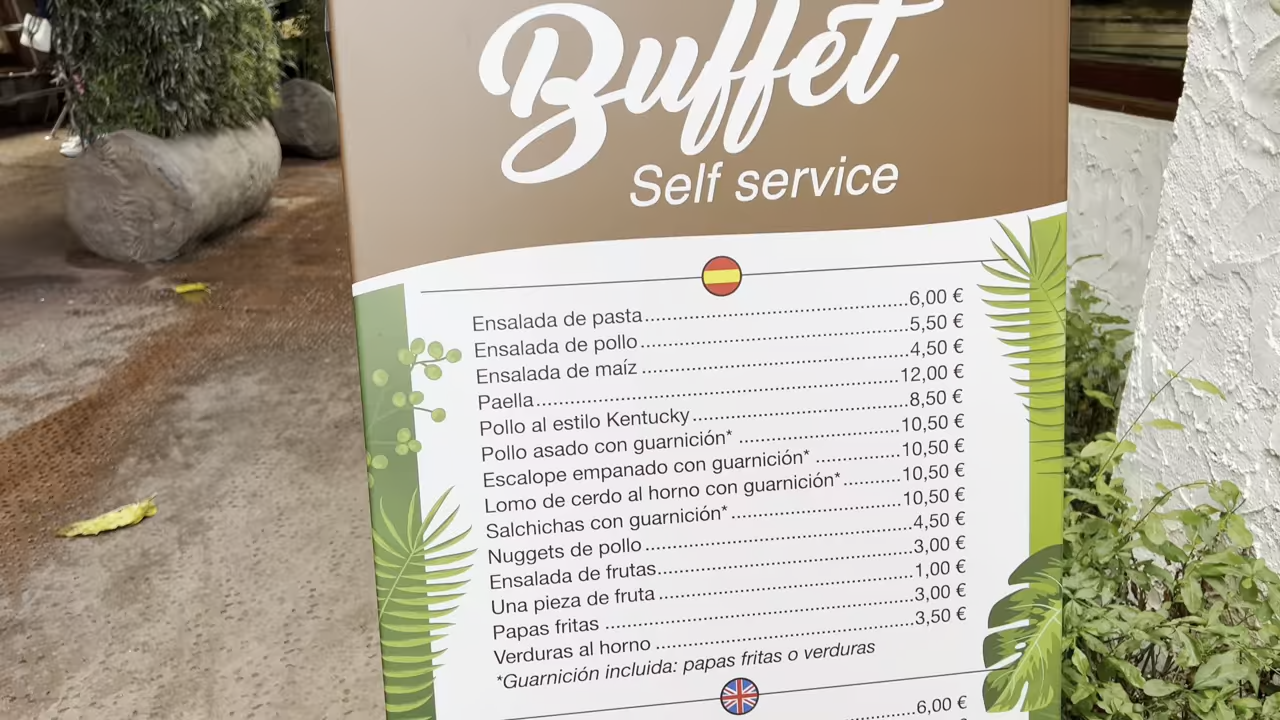 Buffet
Self service
Ensalada de pasta 6,00 €
Ensalada de pollo 5,50 €
Ensalada de maíz 4,50 €
Paella 12,00 €
Pollo al estilo Kentucky 8,50 €
Pollo asado con guarnición* 10,50 €
Escalope empanado con guarnición* 10,50 €
Lomo de cerdo al horno con guarnición* 10,50 €
Salchichas con guarnición* 10,50 €
Nuggets de pollo 4,50 €
Ensalada de frutas 3,00 €
Una pieza de fruta 1,00 €
Papas fritas 3,00 €
Verduras al horno 3,50 €
*Guarnición incluida: papas fritas o verduras
6,00 €